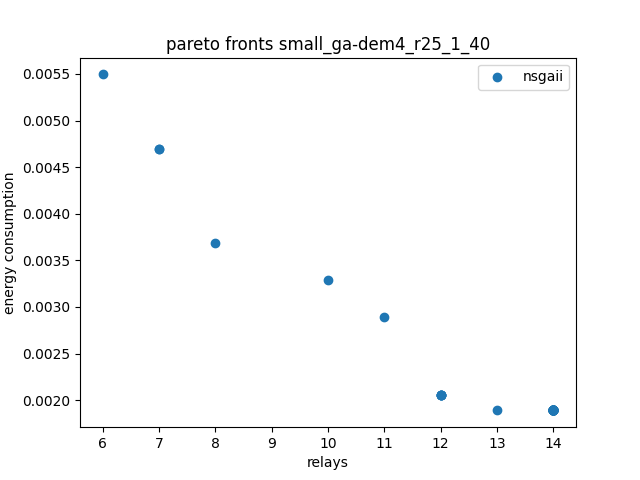 pareto fronts small_ga-dem4_r25_1_40
nsgaii
energy consumption
0.0055
0.0050
0.0045
0.0040
0.0035
0.0030
0.0025
0.0020
6 7 8 9 10 11 12 13 14
relays